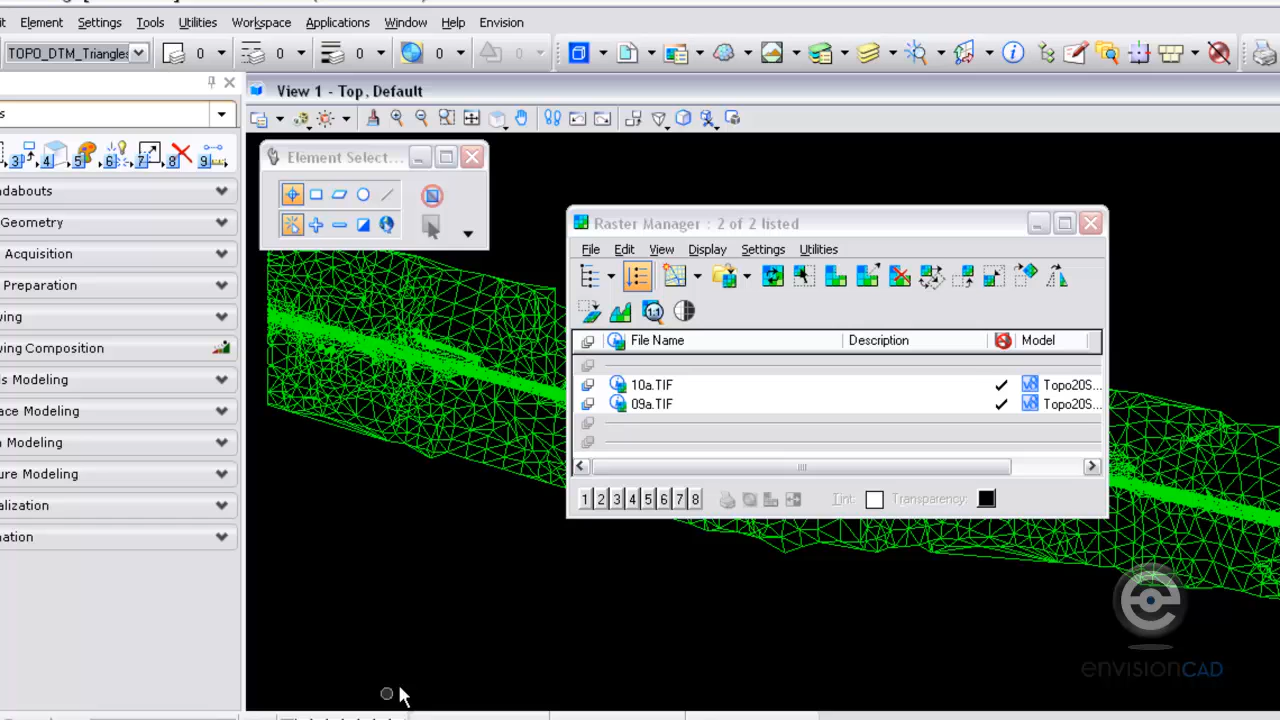 it Element Settings Tools Utilities Workspace Applications Window Help Envision
TOPO_DTM_Triangles 0 0 0 0 0
View 1 - Top, Default
s
3 4 5 6 7 8 9
Element Select...
adabouts
Geometry
Acquisition
Preparation
wing
wing Composition
ls Modeling
ace Modeling
n Modeling
ure Modeling
alization
nation
Raster Manager : 2 of 2 listed
File Edit View Display Settings Utilities
1:1
File Name Description Model
10a.TIF Topo20S...
09a.TIF Topo20S...
1 2 3 4 5 6 7 8 Tint: Transparency:
envisionCAD